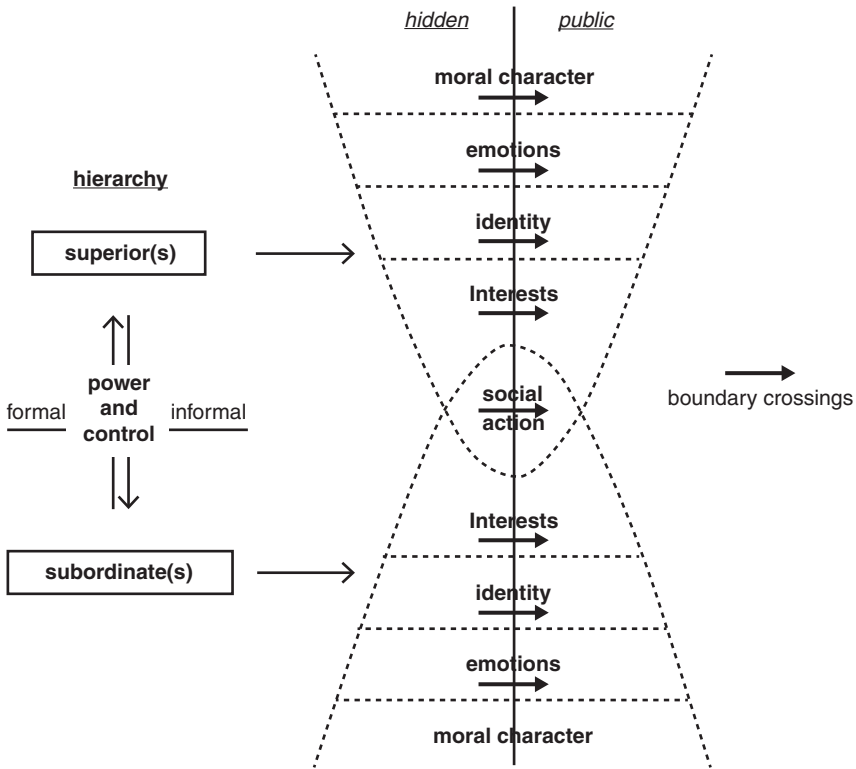 hidden
public
moral character
emotions
hierarchy
identity
superior(s)
Interests
power
and
control
formal
informal
social
action
boundary crossings
Interests
subordinate(s)
identity
emotions
moral character